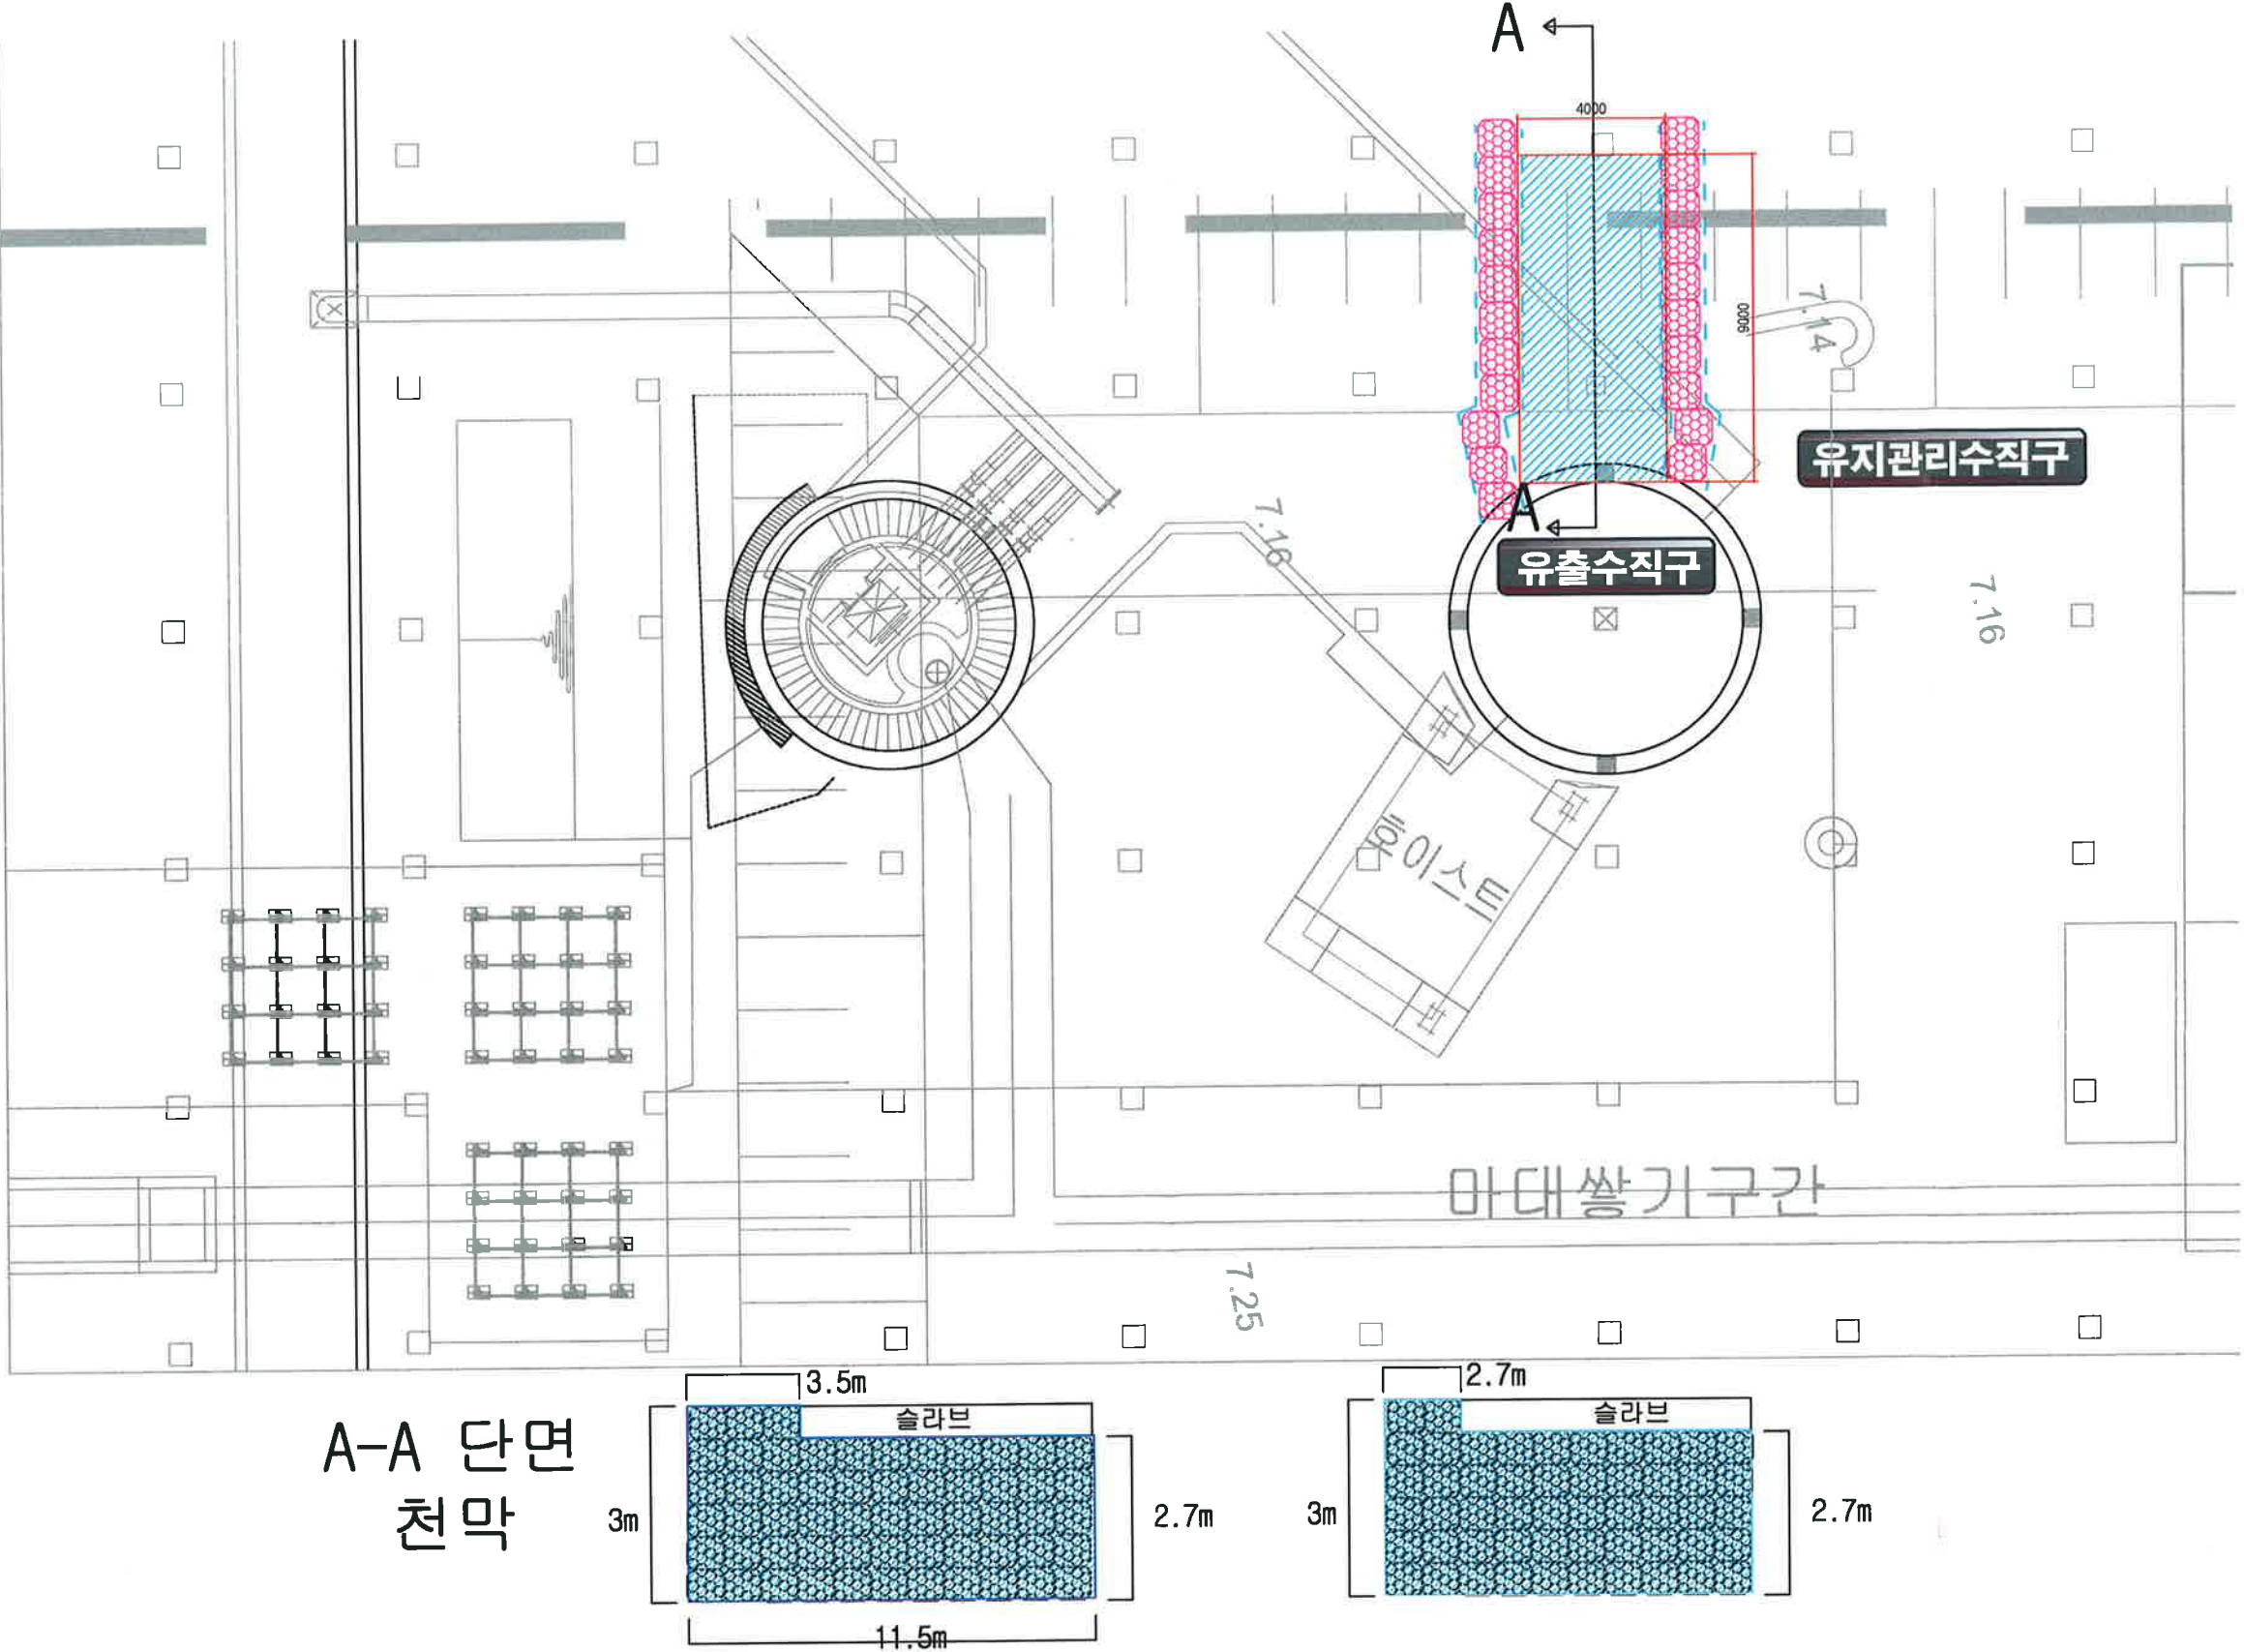 A
4000
9000
7.14
유지관리수직구
A
7.16
유출수직구
7.16
호이스트
마대쌓기구간
7.25
3.5m
2.7m
슬라브
슬라브
A-A 단면
천막
3m
2.7m
3m
2.7m
11.5m